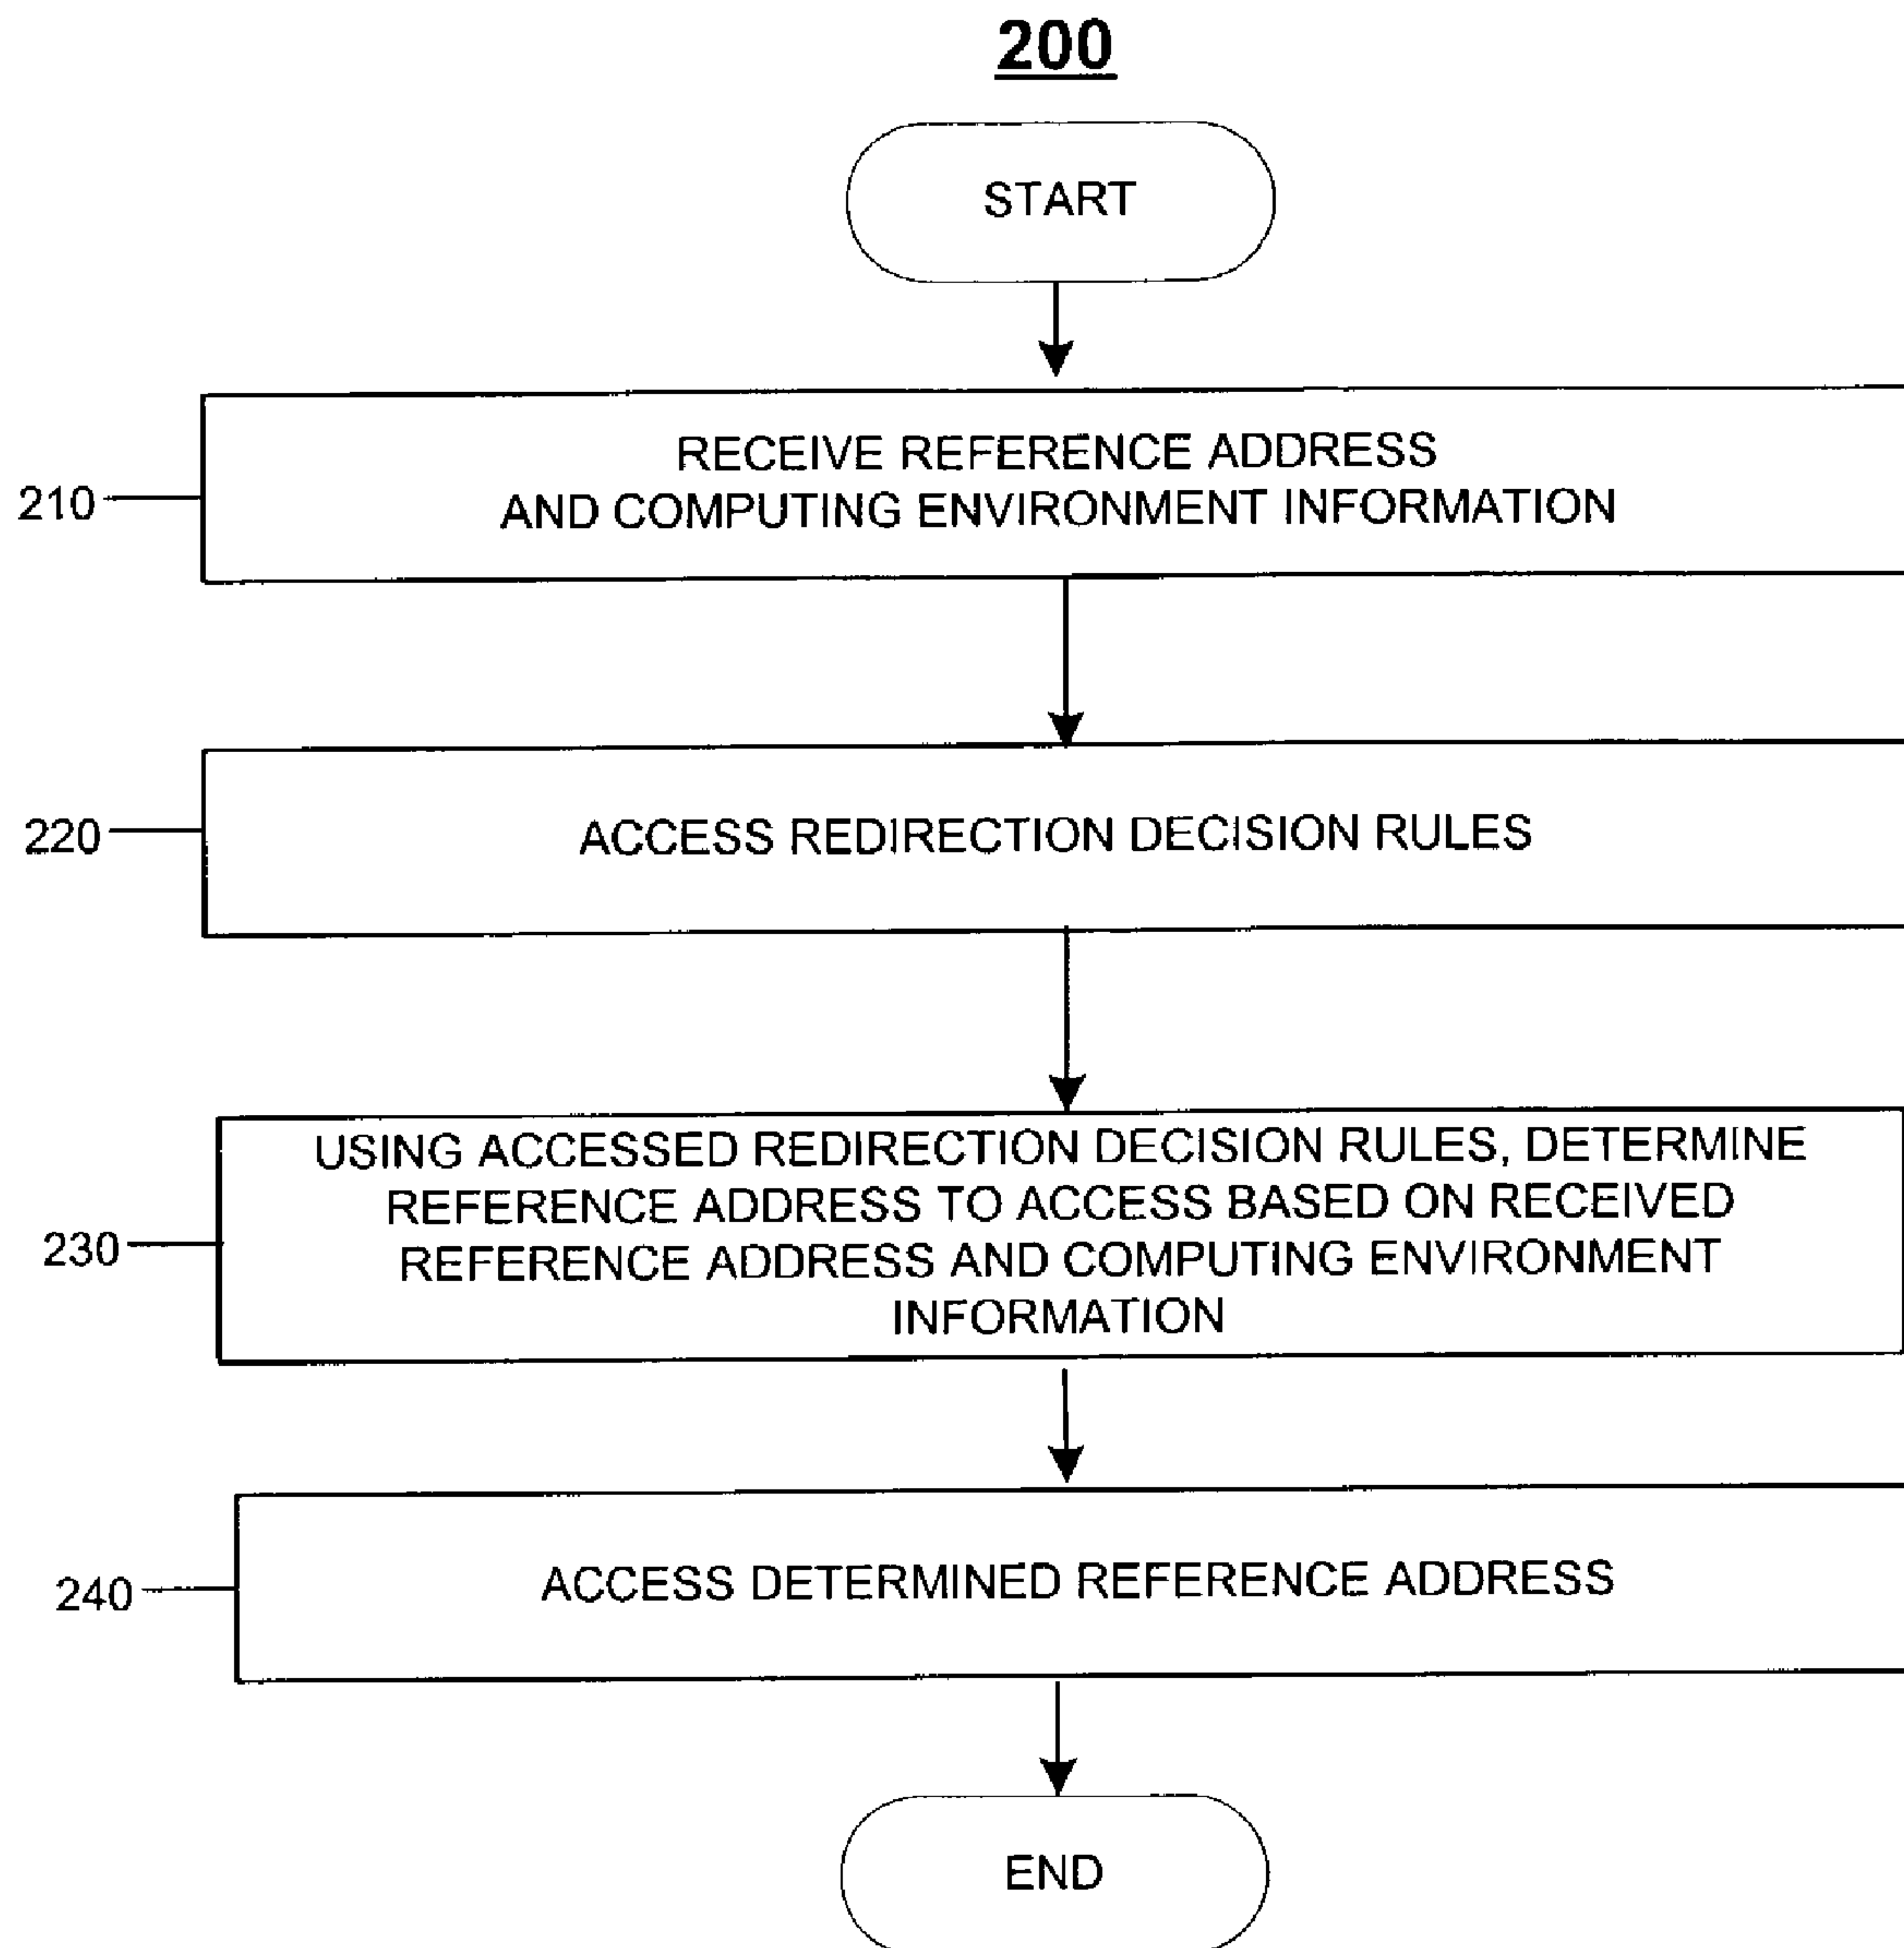 200
START
RECEIVE REFERENCE ADDRESS
AND COMPUTING ENVIRONMENT INFORMATION
210
ACCESS REDIRECTION DECISION RULES
220
USING ACCESSED REDIRECTION DECISION RULES, DETERMINE
REFERENCE ADDRESS TO ACCESS BASED ON RECEIVED
REFERENCE ADDRESS AND COMPUTING ENVIRONMENT
INFORMATION
230
ACCESS DETERMINED REFERENCE ADDRESS
240
END